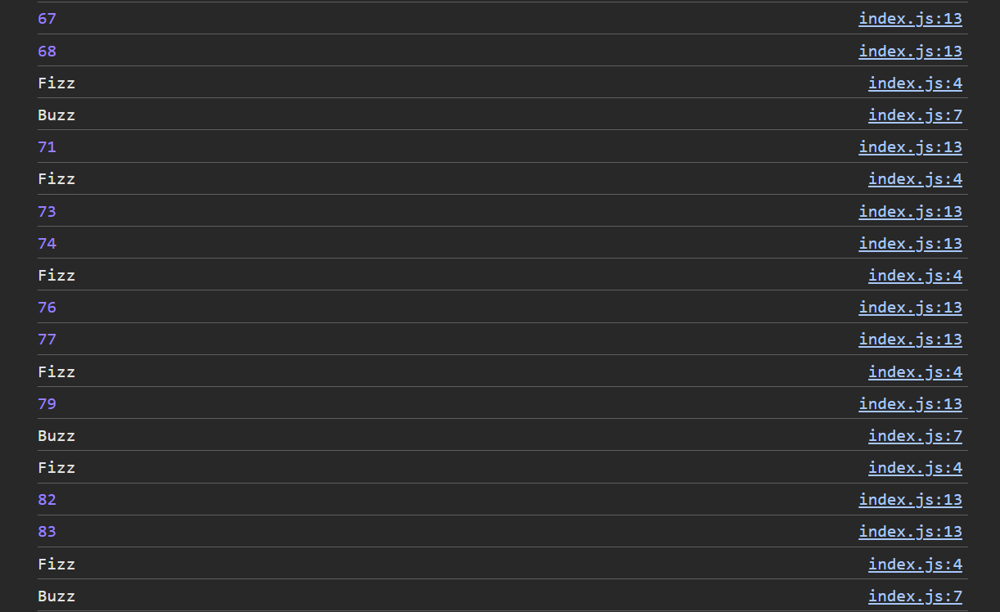 67 index.js:13
68 index.js:13
Fizz index.js:4
Buzz index.js:7
71 index.js:13
Fizz index.js:4
73 index.js:13
74 index.js:13
Fizz index.js:4
76 index.js:13
77 index.js:13
Fizz index.js:4
79 index.js:13
Buzz index.js:7
Fizz index.js:4
82 index.js:13
83 index.js:13
Fizz index.js:4
Buzz index.js:7